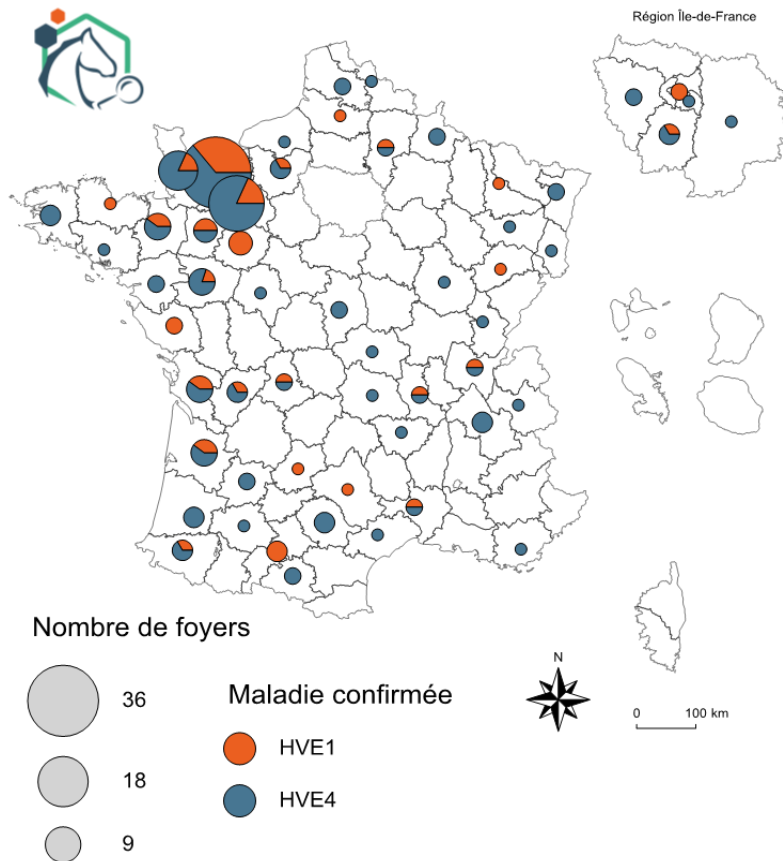 Région Île-de-France
Nombre de foyers
36
18
9
Maladie confirmée
HVE1
HVE4
N
0 100 km